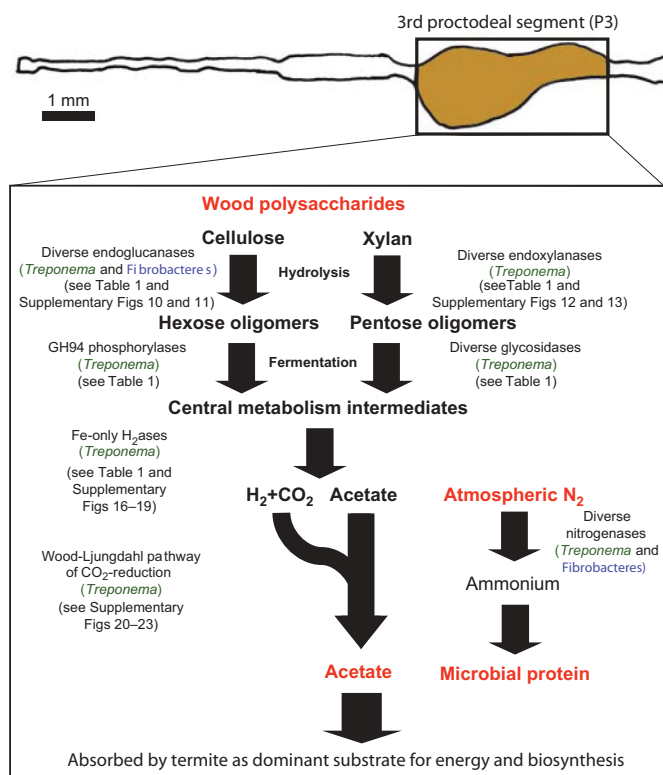 3rd proctodeal segment (P3)
1 mm
Wood polysaccharides
Cellulose
Xylan
Diverse endoglucanases
(Treponema and Fibrobacteres)
(see Table 1 and
Supplementary Figs 10 and 11)
Hydrolysis
Diverse endoxylanases
(Treponema)
(seeTable 1 and
Supplementary Figs 12 and 13)
Hexose oligomers
Pentose oligomers
GH94 phosphorylases
(Treponema)
(see Table 1)
Fermentation
Diverse glycosidases
(Treponema)
(see Table 1)
Central metabolism intermediates
Fe-only H₂ases
(Treponema)
(see Table 1 and
Supplementary
Figs 16–19)
H₂+CO₂
Acetate
Atmospheric N₂
Diverse
nitrogenases
(Treponema and
Fibrobacteres)
Wood-Ljungdahl pathway
of CO₂-reduction
(Treponema)
(see Supplementary
Figs 20–23)
Ammonium
Acetate
Microbial protein
Absorbed by termite as dominant substrate for energy and biosynthesis